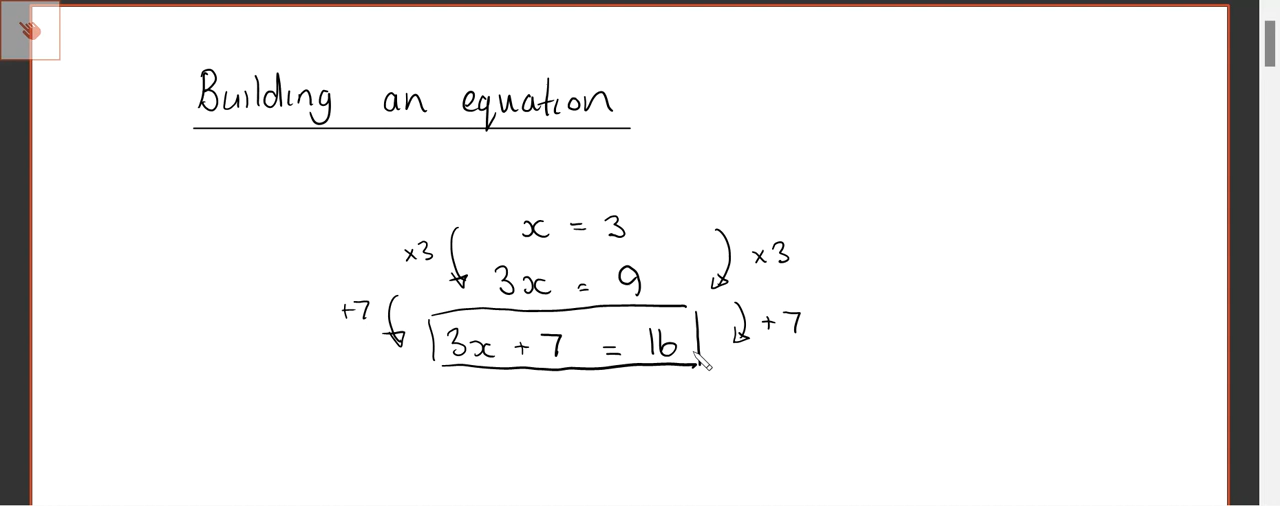 Building an equation
x = 3
×3 ×3
3x = 9
+7 +7
3x + 7 = 16